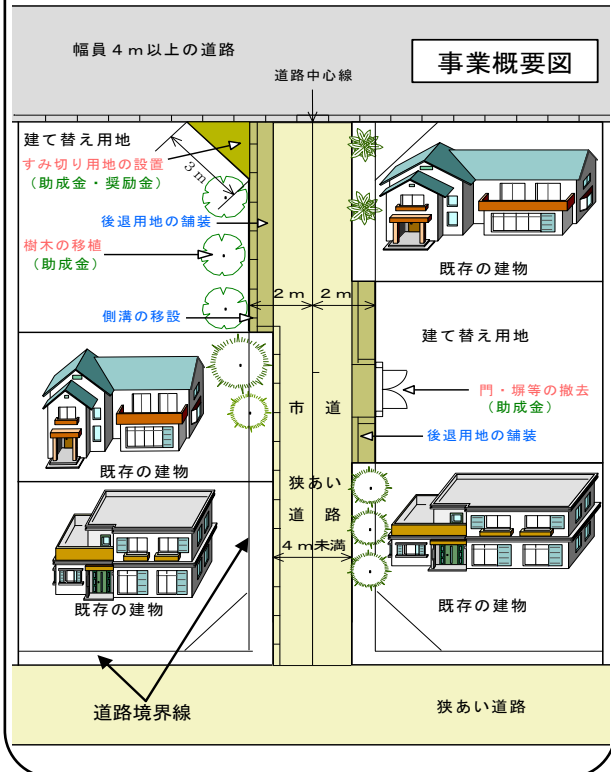 幅員４ｍ以上の道路
事業概要図
道路中心線
建て替え用地
すみ切り用地の設置
（助成金・奨励金）
３ｍ
後退用地の舗装
樹木の移植
（助成金）
既存の建物
２ｍ
２ｍ
側溝の移設
建て替え用地
門・塀等の撤去
（助成金）
市道
後退用地の舗装
既存の建物
狭あい
道路
４ｍ未満
既存の建物
既存の建物
道路境界線
狭あい道路